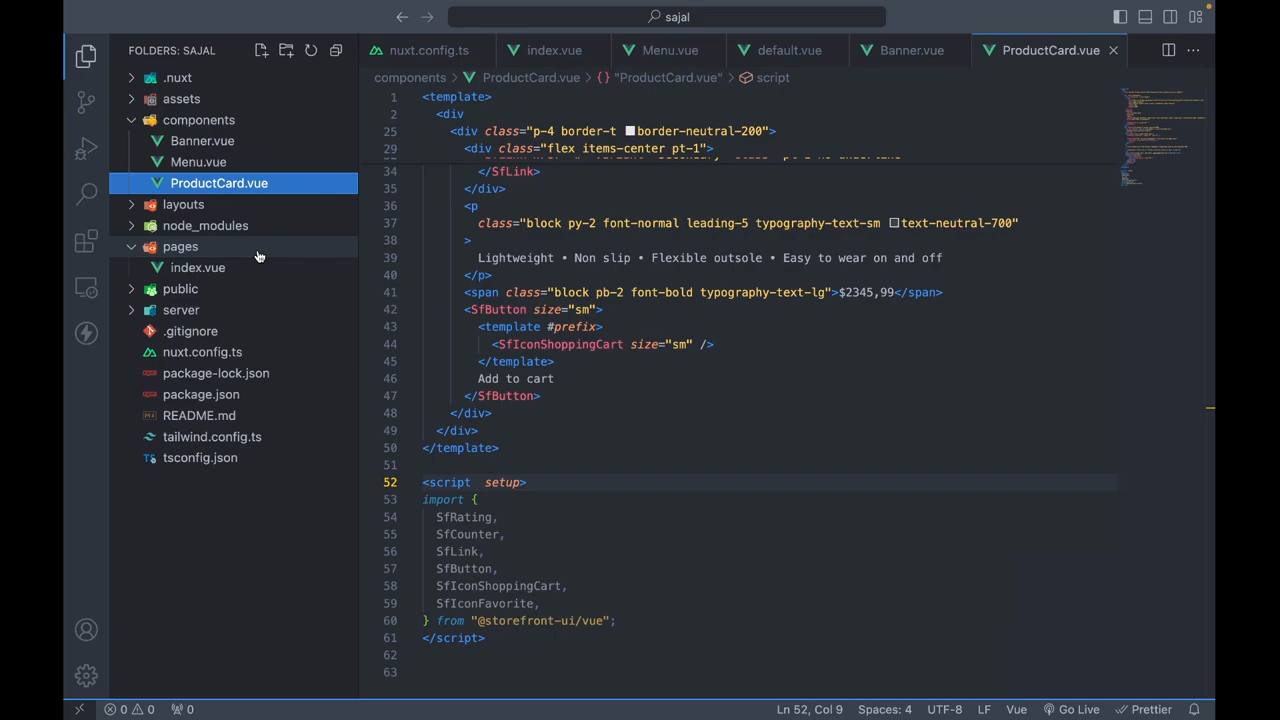 sajal
FOLDERS: SAJAL
.nuxt
assets
components
Banner.vue
Menu.vue
ProductCard.vue
layouts
node_modules
pages
index.vue
public
server
.gitignore
nuxt.config.ts
package-lock.json
package.json
README.md
tailwind.config.ts
TS tsconfig.json
nuxt.config.ts
index.vue
Menu.vue
default.vue
Banner.vue
ProductCard.vue
components > ProductCard.vue > {} "ProductCard.vue" > script
1 <template>
2 <div
25 <div class="p-4 border-t border-neutral-200">
29 <div class="flex items-center pt-1">
34 </SfLink>
35 </div>
36 <p
37 class="block py-2 font-normal leading-5 typography-text-sm text-neutral-700"
38 >
39 Lightweight • Non slip • Flexible outsole • Easy to wear on and off
40 </p>
41 <span class="block pb-2 font-bold typography-text-lg">$2345,99</span>
42 <SfButton size="sm">
43 <template #prefix>
44 <SfIconShoppingCart size="sm" />
45 </template>
46 Add to cart
47 </SfButton>
48 </div>
49 </div>
50 </template>
51
52 <script  setup>
53 import {
54 SfRating,
55 SfCounter,
56 SfLink,
57 SfButton,
58 SfIconShoppingCart,
59 SfIconFavorite,
60 } from "@storefront-ui/vue";
61 </script>
62
63
0 0 0 Ln 52, Col 9 Spaces: 4 UTF-8 LF Vue Go Live Prettier